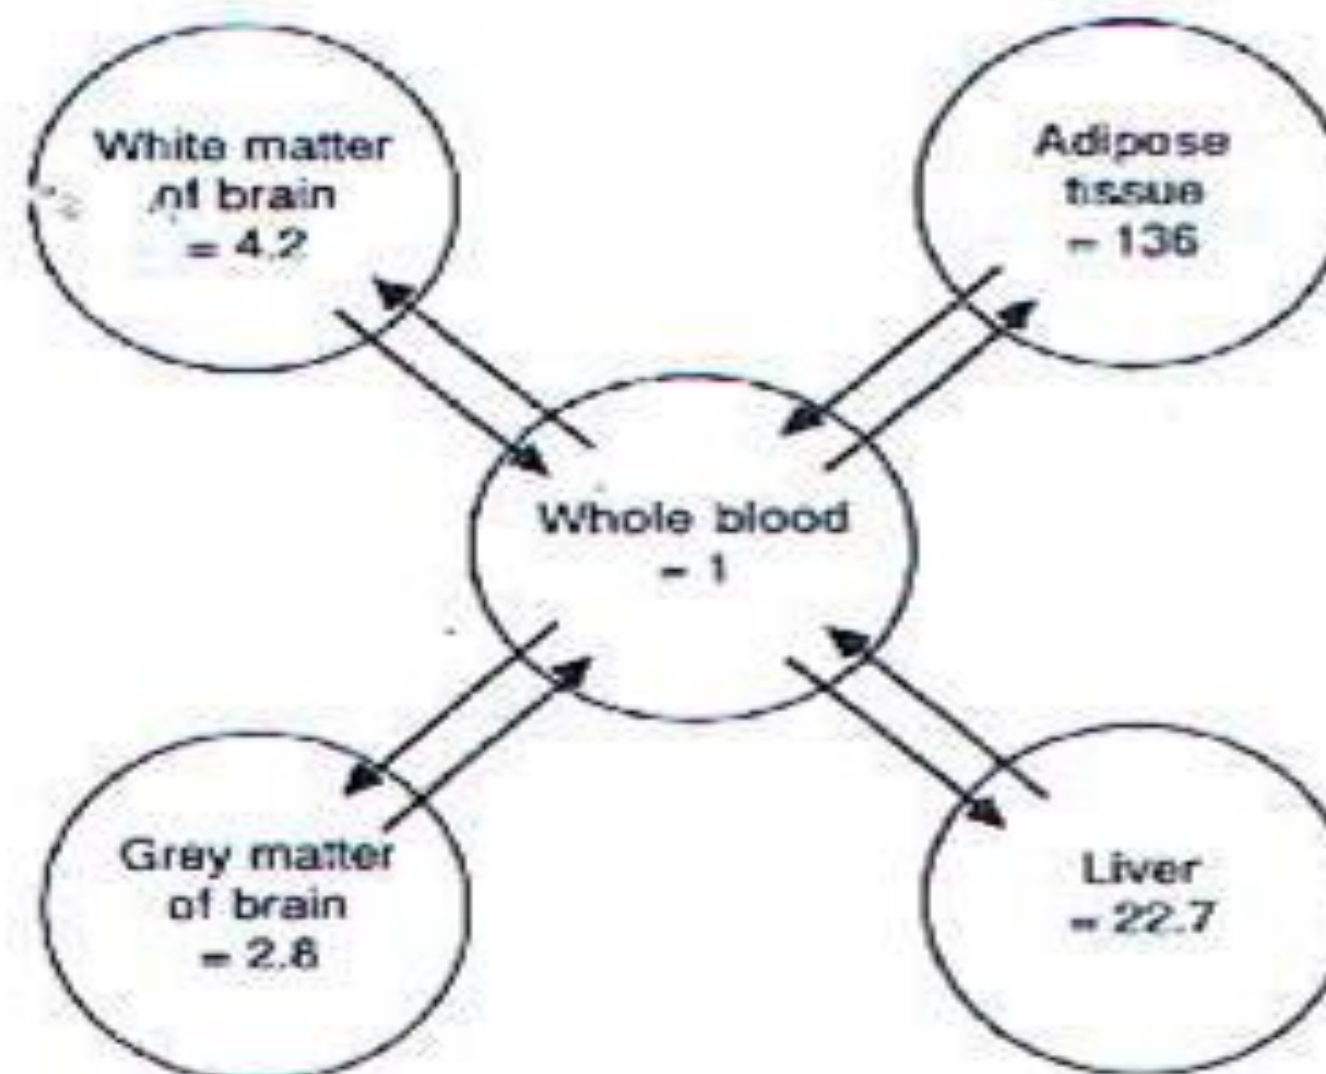 White matter
of brain
= 4.2
Adipose
tissue
= 136
Whole blood
= 1
Gray matter
of brain
= 2.8
Liver
= 22.7